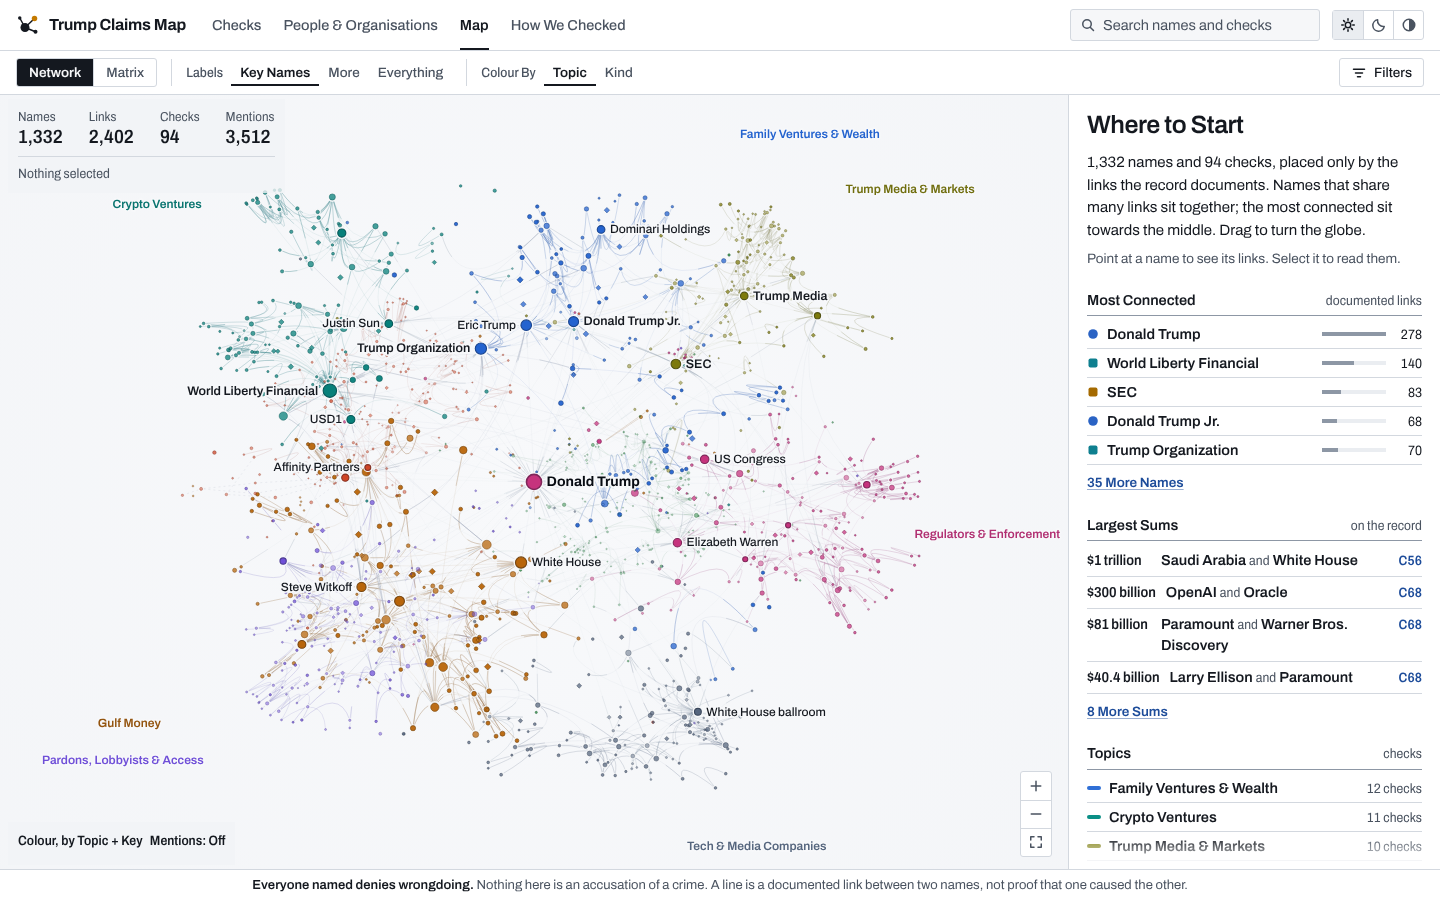 Trump Claims Map
Checks
People & Organisations
Map
How We Checked
Search names and checks
Network
Matrix
Labels
Key Names
More
Everything
Colour By
Topic
Kind
Filters
Names
Links
Checks
Mentions
1,332
2,402
94
3,512
Nothing selected
Family Ventures & Wealth
Trump Media & Markets
Crypto Ventures
Dominari Holdings
Trump Media
Justin Sun
Eric Trump
Donald Trump Jr.
Trump Organization
SEC
World Liberty Financial
USD1
Affinity Partners
US Congress
Donald Trump
Regulators & Enforcement
Elizabeth Warren
White House
Steve Witkoff
White House ballroom
Gulf Money
Pardons, Lobbyists & Access
Colour, by Topic + Key
Mentions: Off
Tech & Media Companies
Where to Start
1,332 names and 94 checks, placed only by the
links the record documents. Names that share
many links sit together; the most connected sit
towards the middle. Drag to turn the globe.
Point at a name to see its links. Select it to read them.
Most Connected documented links
Donald Trump 278
World Liberty Financial 140
SEC 83
Donald Trump Jr. 68
Trump Organization 70
35 More Names
Largest Sums on the record
$1 trillion Saudi Arabia and White House C56
$300 billion OpenAI and Oracle C68
$81 billion Paramount and Warner Bros. C68
Discovery
$40.4 billion Larry Ellison and Paramount C68
8 More Sums
Topics checks
Family Ventures & Wealth 12 checks
Crypto Ventures 11 checks
Trump Media & Markets 10 checks
Everyone named denies wrongdoing. Nothing here is an accusation of a crime. A line is a documented link between two names, not proof that one caused the other.